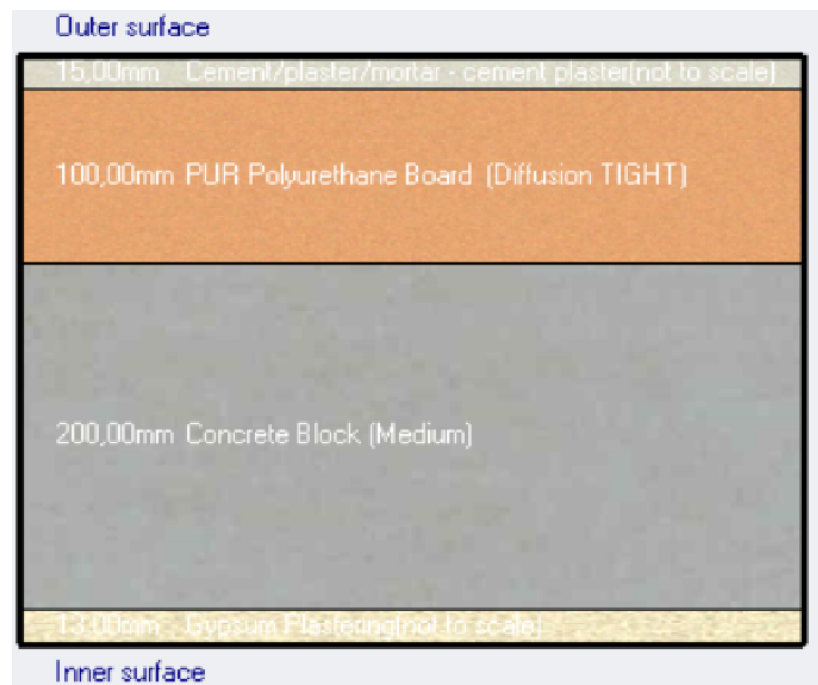 Outer surface
15,00mm Cement/plaster/mortar - cement plaster(not to scale)
100,00mm PUR Polyurethane Board (Diffusion TIGHT)
200,00mm Concrete Block (Medium)
13,00mm Gypsum Plastering(not to scale)
Inner surface